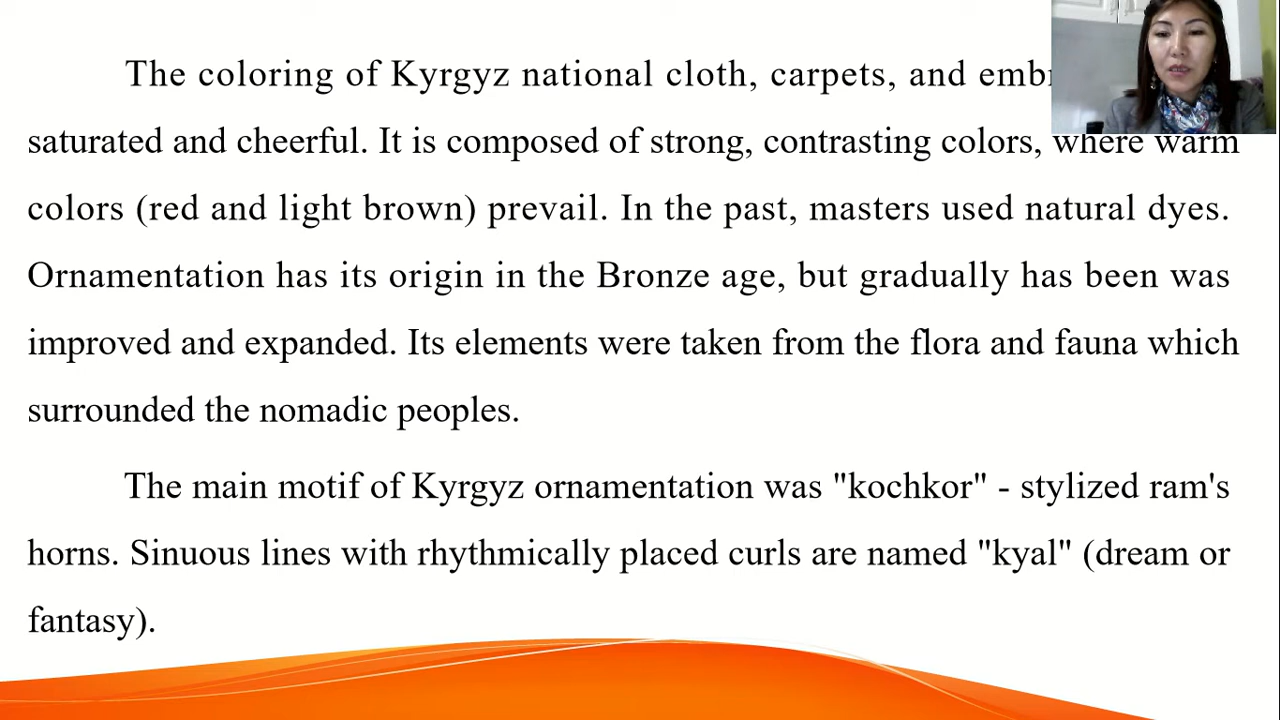 The coloring of Kyrgyz national cloth, carpets, and
saturated and cheerful. It is composed of strong, contrasting colors, where warm
colors (red and light brown) prevail. In the past, masters used natural dyes.
Ornamentation has its origin in the Bronze age, but gradually has been was
improved and expanded. Its elements were taken from the flora and fauna which
surrounded the nomadic peoples.
The main motif of Kyrgyz ornamentation was "kochkor" - stylized ram's
horns. Sinuous lines with rhythmically placed curls are named "kyal" (dream or
fantasy).